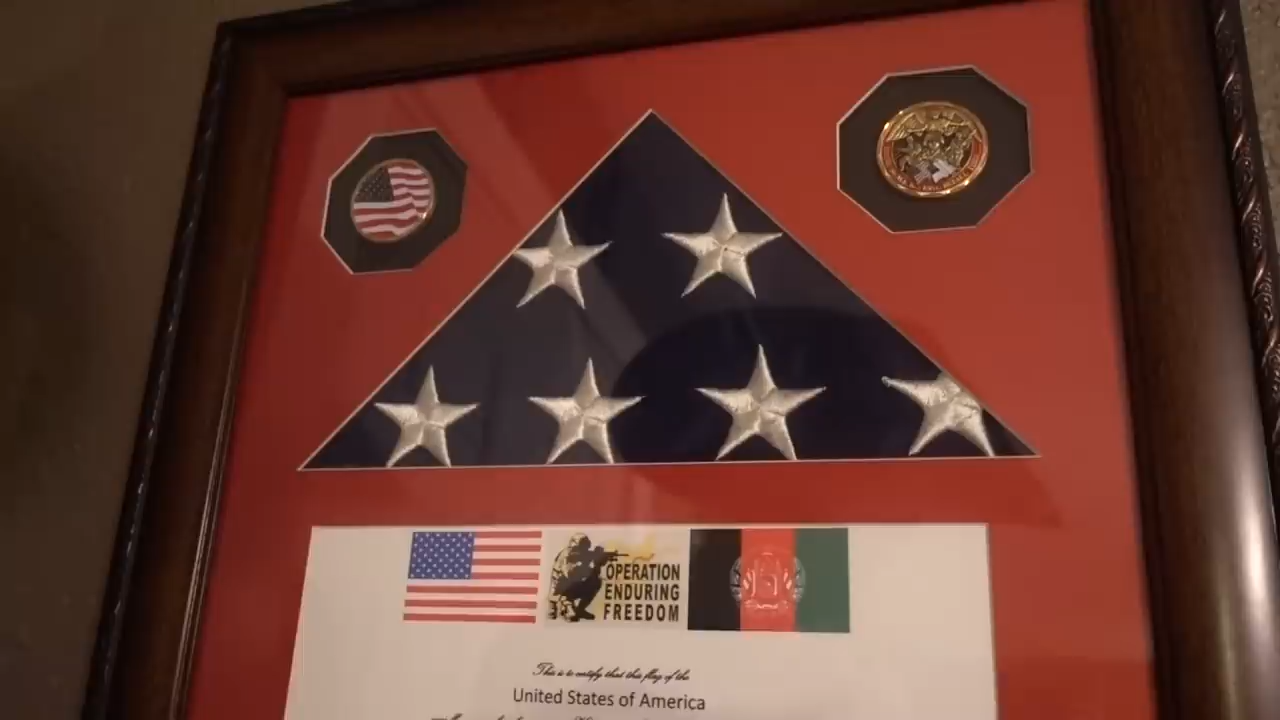 OPERATION
ENDURING
FREEDOM
This is to certify that this flag of the
United States of America